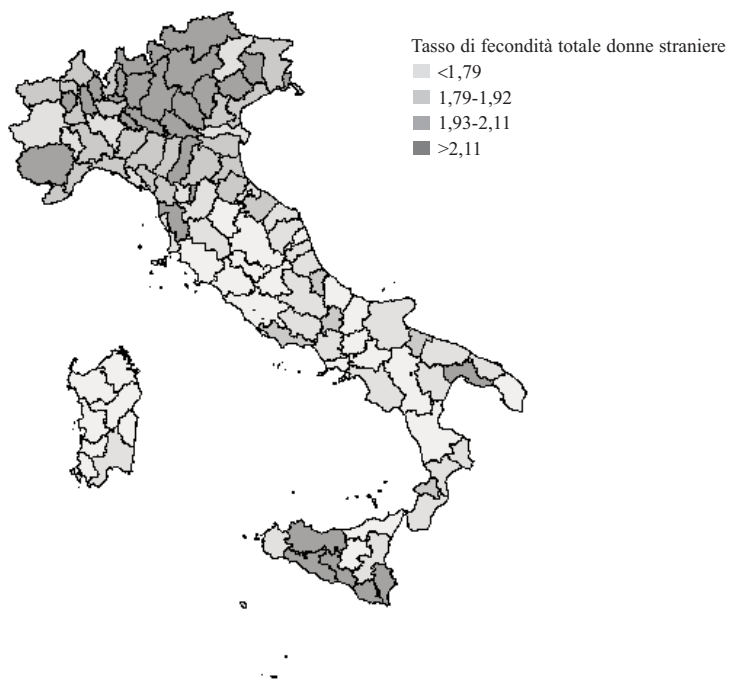 Tasso di fecondità totale donne straniere
<1,79
1,79-1,92
1,93-2,11
>2,11